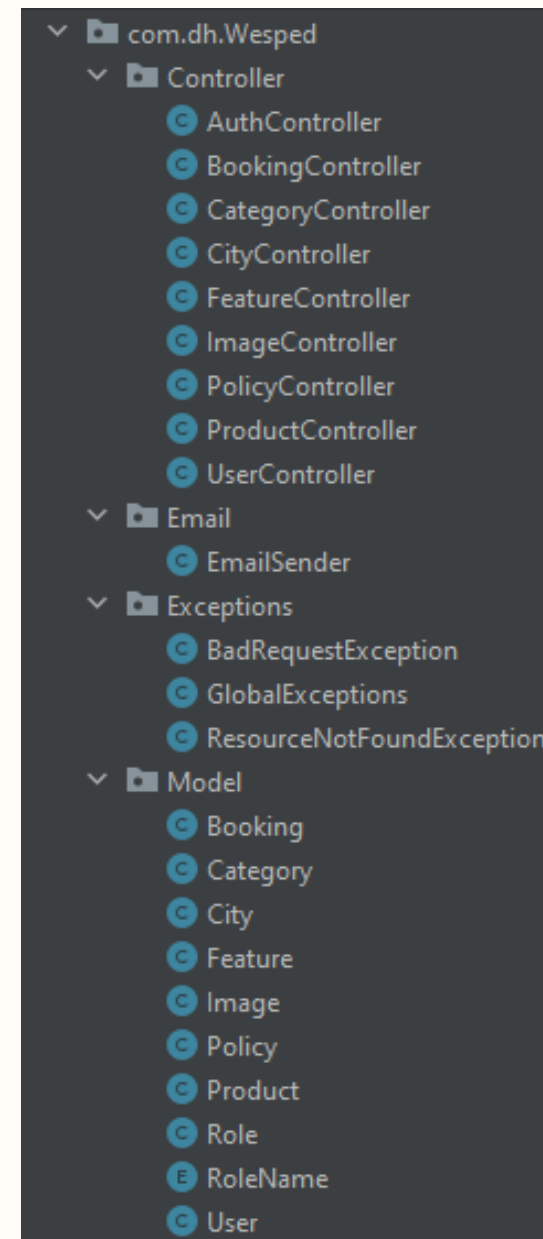 com.dh.Wesped
Controller
C AuthController
C BookingController
C CategoryController
C CityController
C FeatureController
C ImageController
C PolicyController
C ProductController
C UserController
Email
C EmailSender
Exceptions
C BadRequestException
C GlobalExceptions
C ResourceNotFoundException
Model
C Booking
C Category
C City
C Feature
C Image
C Policy
C Product
C Role
E RoleName
C User